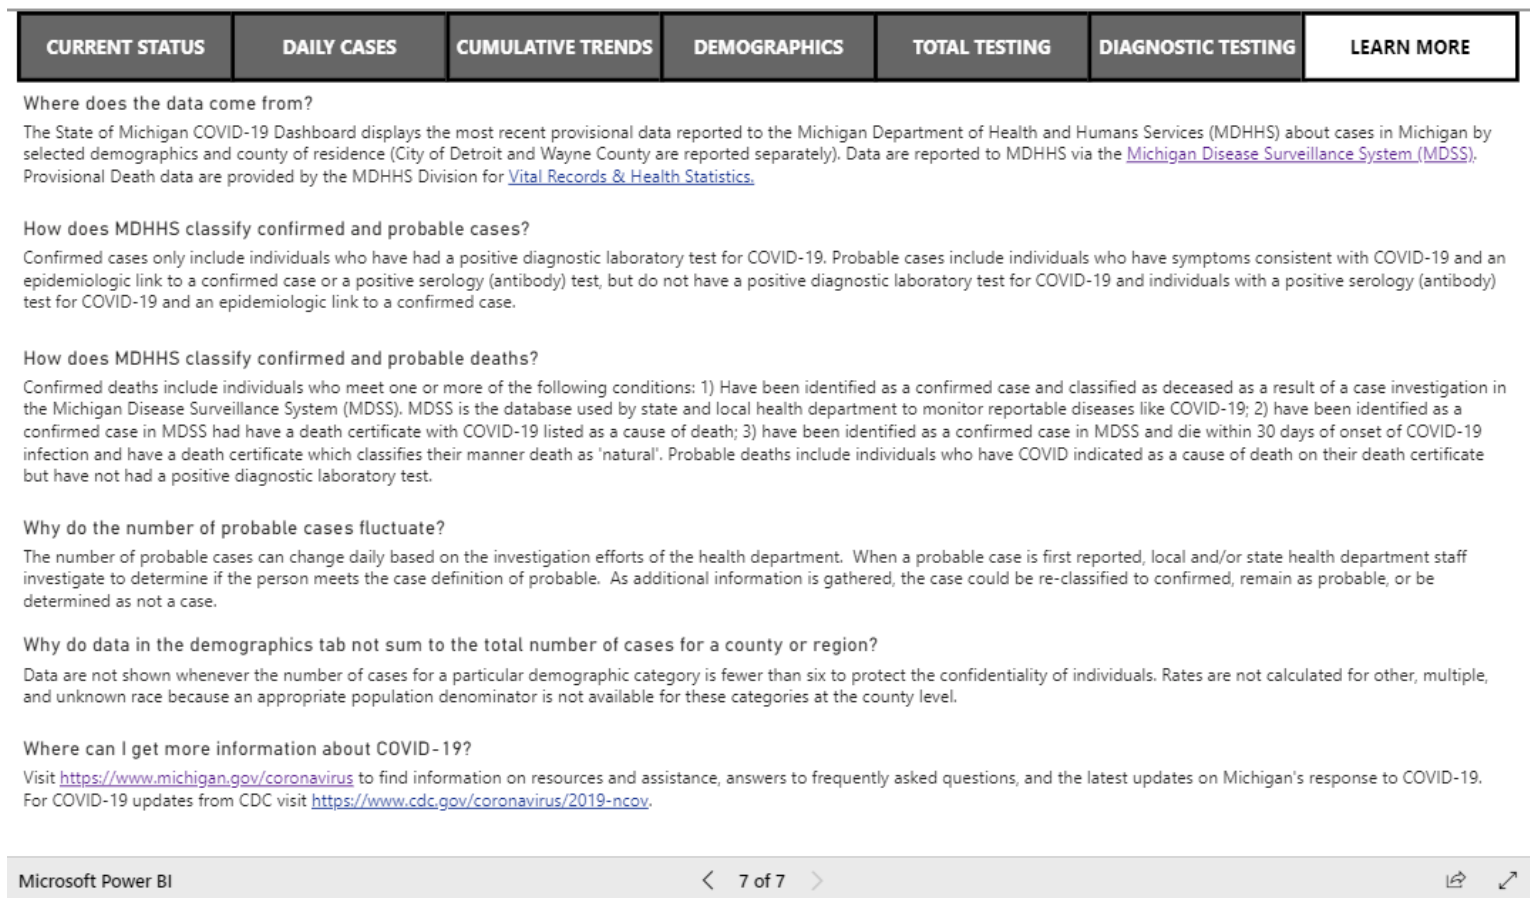 CURRENT STATUS DAILY CASES CUMULATIVE TRENDS DEMOGRAPHICS TOTAL TESTING DIAGNOSTIC TESTING LEARN MORE
Where does the data come from?
The State of Michigan COVID-19 Dashboard displays the most recent provisional data reported to the Michigan Department of Health and Humans Services (MDHHS) about cases in Michigan by
selected demographics and county of residence (City of Detroit and Wayne County are reported separately). Data are reported to MDHHS via the Michigan Disease Surveillance System (MDSS).
Provisional Death data are provided by the MDHHS Division for Vital Records & Health Statistics.
How does MDHHS classify confirmed and probable cases?
Confirmed cases only include individuals who have had a positive diagnostic laboratory test for COVID-19. Probable cases include individuals who have symptoms consistent with COVID-19 and an
epidemiologic link to a confirmed case or a positive serology (antibody) test, but do not have a positive diagnostic laboratory test for COVID-19 and individuals with a positive serology (antibody)
test for COVID-19 and an epidemiologic link to a confirmed case.
How does MDHHS classify confirmed and probable deaths?
Confirmed deaths include individuals who meet one or more of the following conditions: 1) Have been identified as a confirmed case and classified as deceased as a result of a case investigation in
the Michigan Disease Surveillance System (MDSS). MDSS is the database used by state and local health department to monitor reportable diseases like COVID-19; 2) have been identified as a
confirmed case in MDSS had have a death certificate with COVID-19 listed as a cause of death; 3) have been identified as a confirmed case in MDSS and die within 30 days of onset of COVID-19
infection and have a death certificate which classifies their manner death as 'natural'. Probable deaths include individuals who have COVID indicated as a cause of death on their death certificate
but have not had a positive diagnostic laboratory test.
Why do the number of probable cases fluctuate?
The number of probable cases can change daily based on the investigation efforts of the health department. When a probable case is first reported, local and/or state health department staff
investigate to determine if the person meets the case definition of probable. As additional information is gathered, the case could be re-classified to confirmed, remain as probable, or be
determined as not a case.
Why do data in the demographics tab not sum to the total number of cases for a county or region?
Data are not shown whenever the number of cases for a particular demographic category is fewer than six to protect the confidentiality of individuals. Rates are not calculated for other, multiple,
and unknown race because an appropriate population denominator is not available for these categories at the county level.
Where can I get more information about COVID-19?
Visit https://www.michigan.gov/coronavirus to find information on resources and assistance, answers to frequently asked questions, and the latest updates on Michigan's response to COVID-19.
For COVID-19 updates from CDC visit https://www.cdc.gov/coronavirus/2019-ncov.
Microsoft Power BI < 7 of 7 >